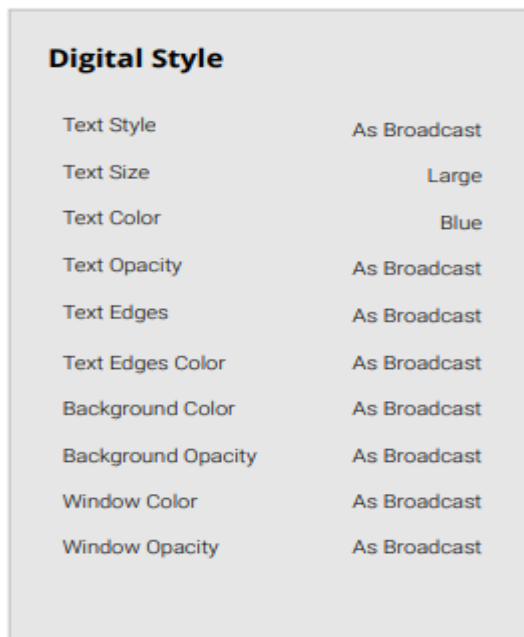 Digital Style
Text Style As Broadcast
Text Size Large
Text Color Blue
Text Opacity As Broadcast
Text Edges As Broadcast
Text Edges Color As Broadcast
Background Color As Broadcast
Background Opacity As Broadcast
Window Color As Broadcast
Window Opacity As Broadcast